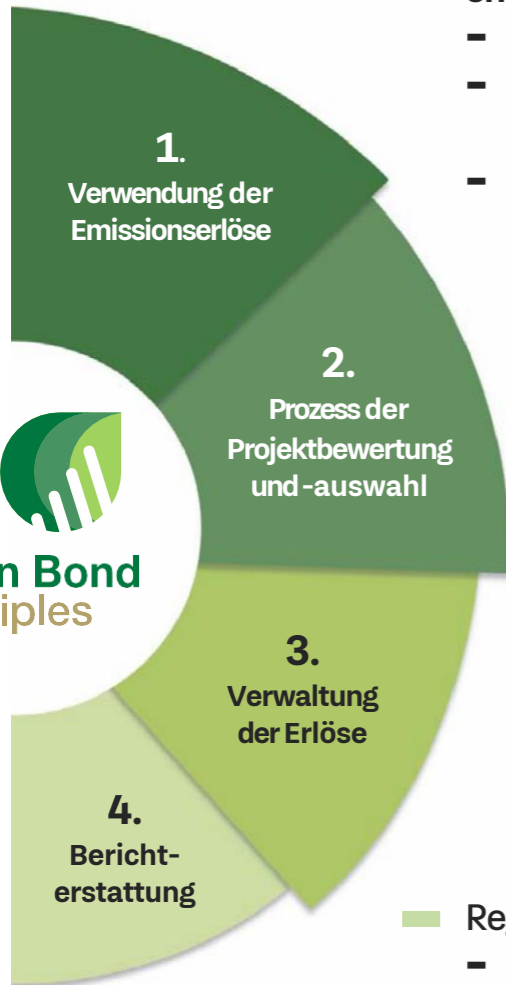 1.
Verwendung der
Emissionserlöse
2.
Prozess der
Projektbewertung
und -auswahl
n Bond
iples
3.
Verwaltung
der Erlöse
4.
Bericht-
erstattung
-
-
-
Re
-